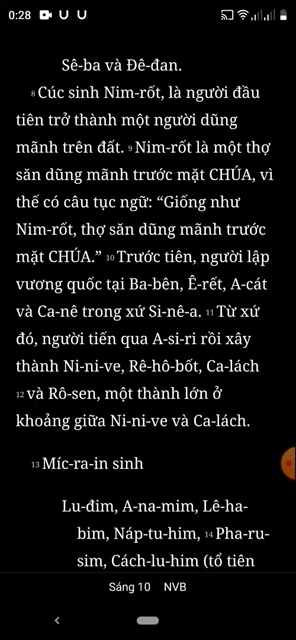 0:28
Sê-ba và Đê-đan.
8 Cúc sinh Nim-rốt, là người đầu
tiên trở thành một người dũng
mãnh trên đất. 9 Nim-rốt là một thợ
săn dũng mãnh trước mặt CHÚA, vì
thế có câu tục ngữ: “Giống như
Nim-rốt, thợ săn dũng mãnh trước
mặt CHÚA.” 10 Trước tiên, người lập
vương quốc tại Ba-bên, Ê-rết, A-cát
và Ca-nê trong xứ Si-nê-a. 11 Từ xứ
đó, người tiến qua A-si-ri rồi xây
thành Ni-ni-ve, Rê-hô-bốt, Ca-lách
12 và Rô-sen, một thành lớn ở
khoảng giữa Ni-ni-ve và Ca-lách.
13 Míc-ra-in sinh
Lu-đim, A-na-mim, Lê-ha-
bim, Náp-tu-him, 14 Pha-ru-
sim, Cách-lu-him (tổ tiên
Sáng 10 NVB